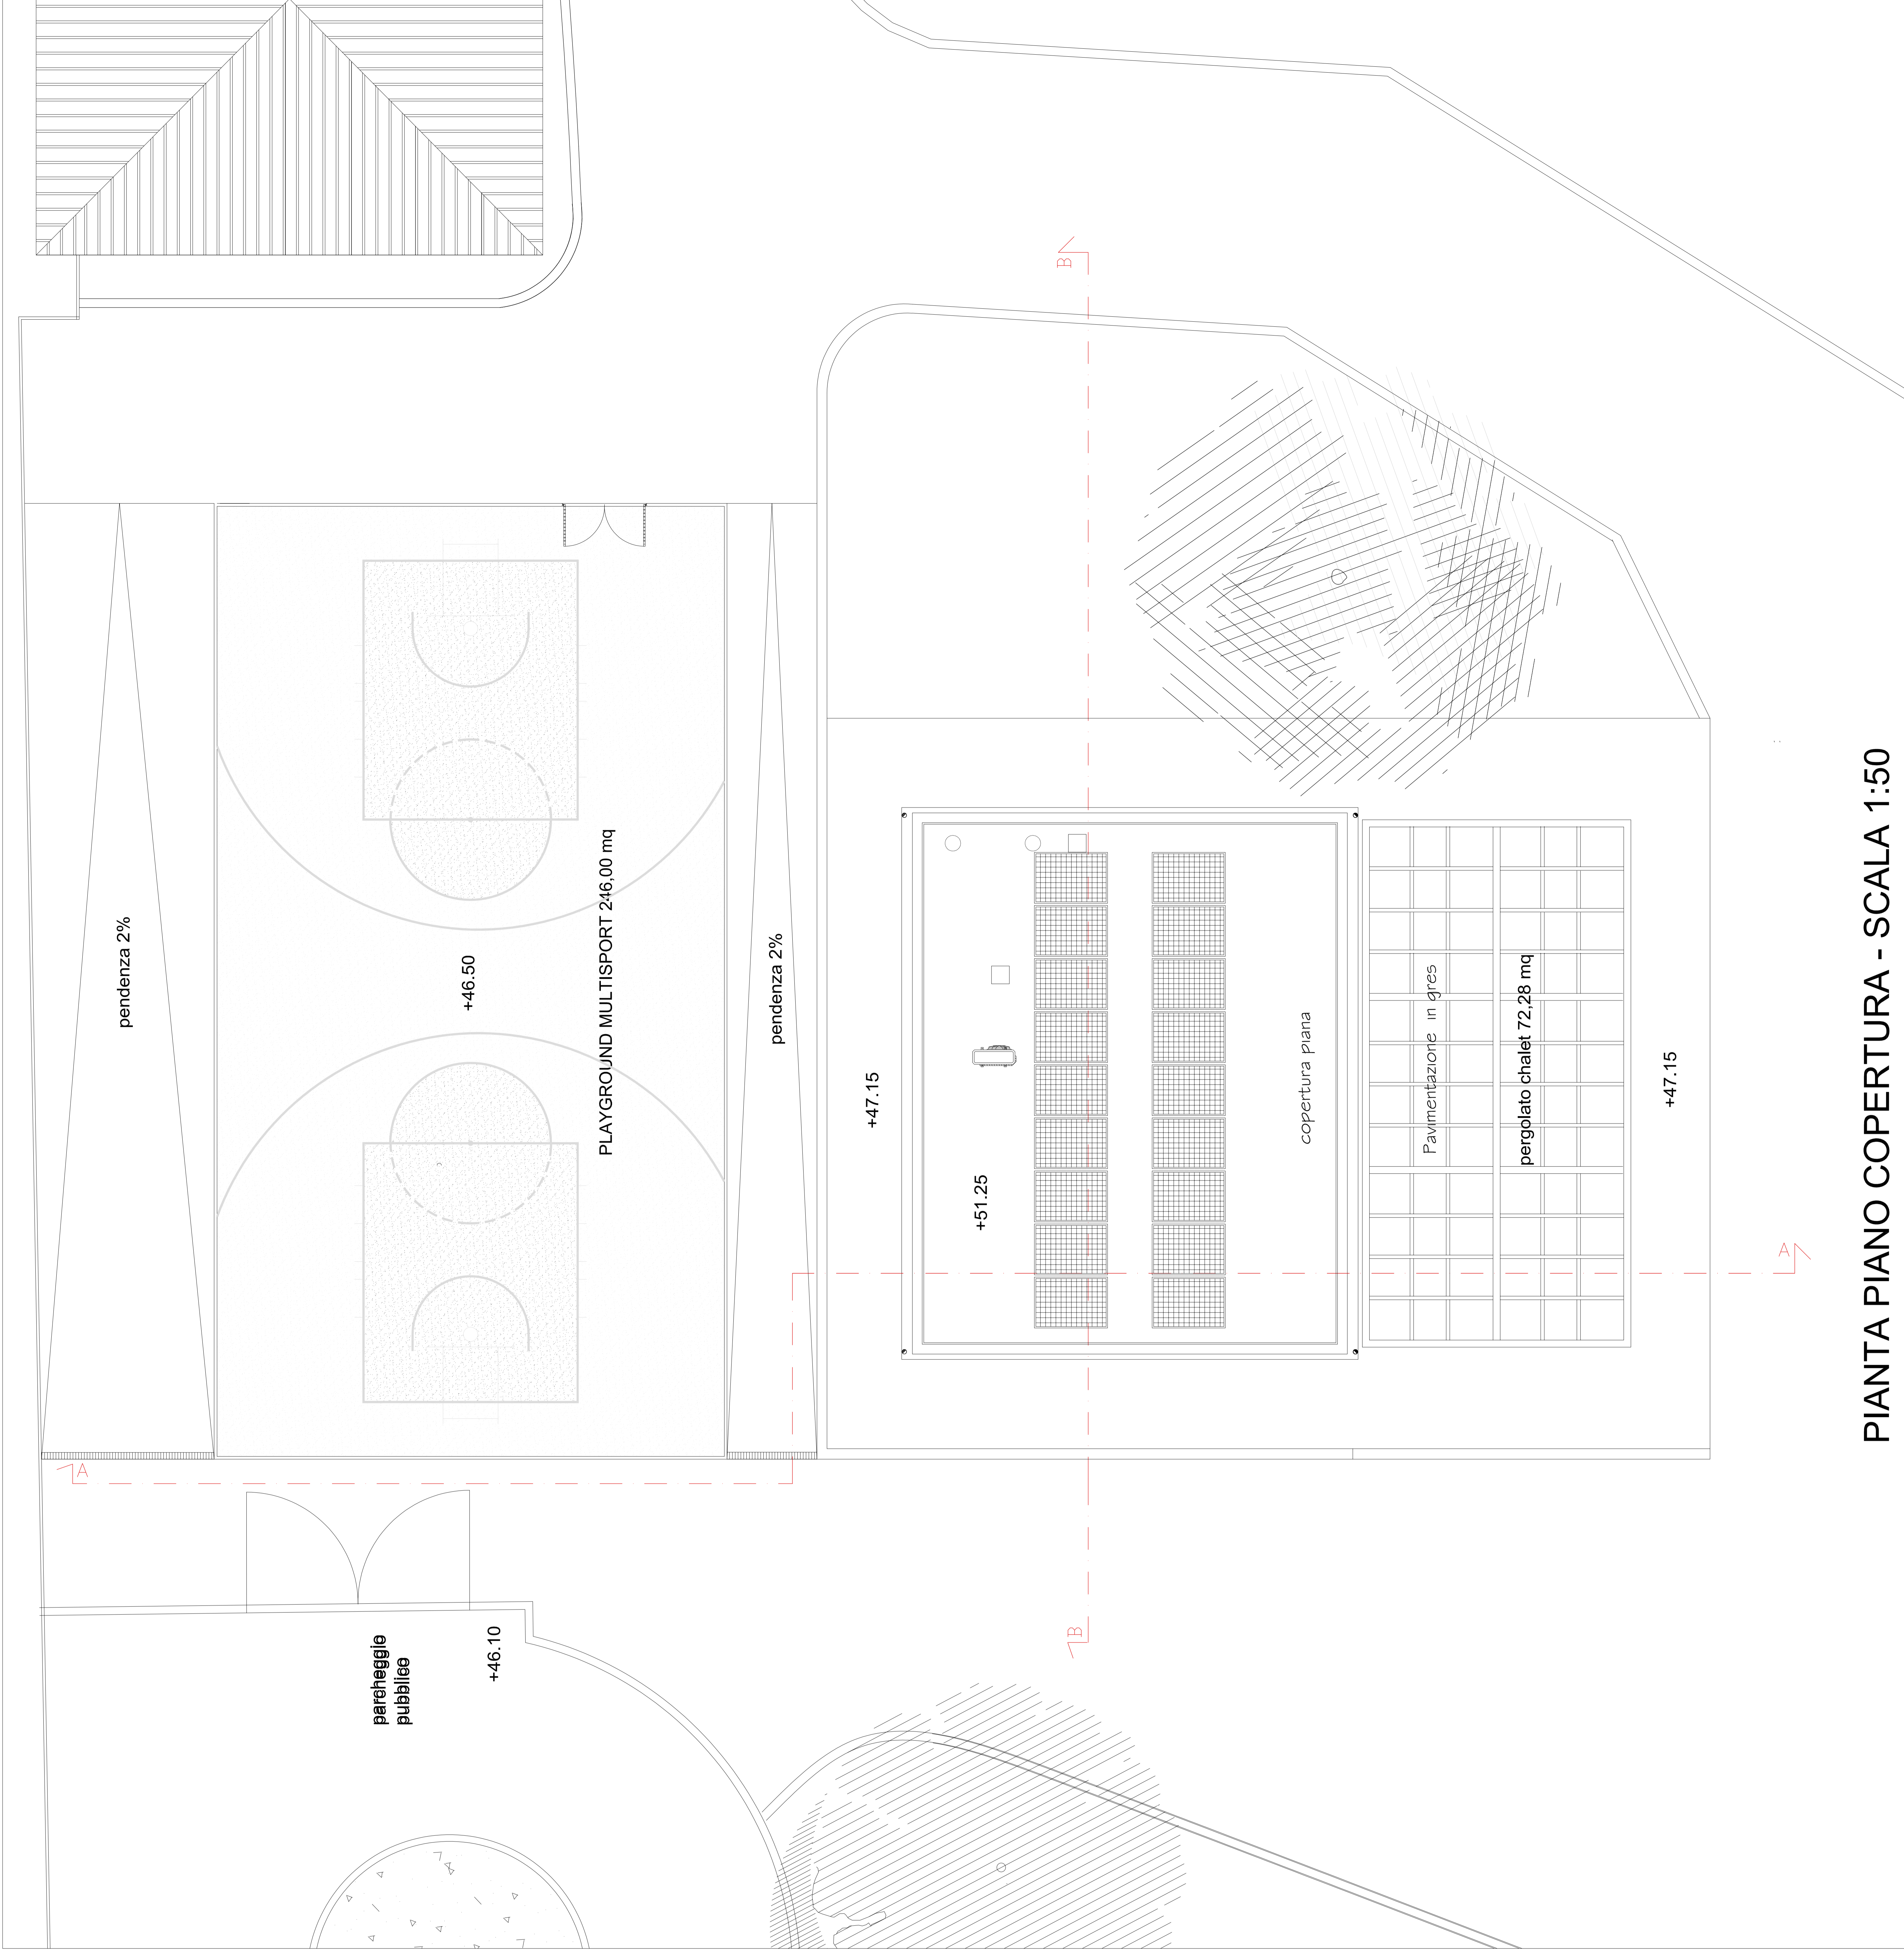 B
pendenza 2%
+46.50
PLAYGROUND MULTISPORT 246,00 mq
pendenza 2%
+47.15
+51.25
copertura piana
Pavimentazione in gres
pergolato chalet 72,28 mq
+47.15
A
A
B
parcheggio
pubblico
+46.10
PIANTA PIANO COPERTURA - SCALA 1:50